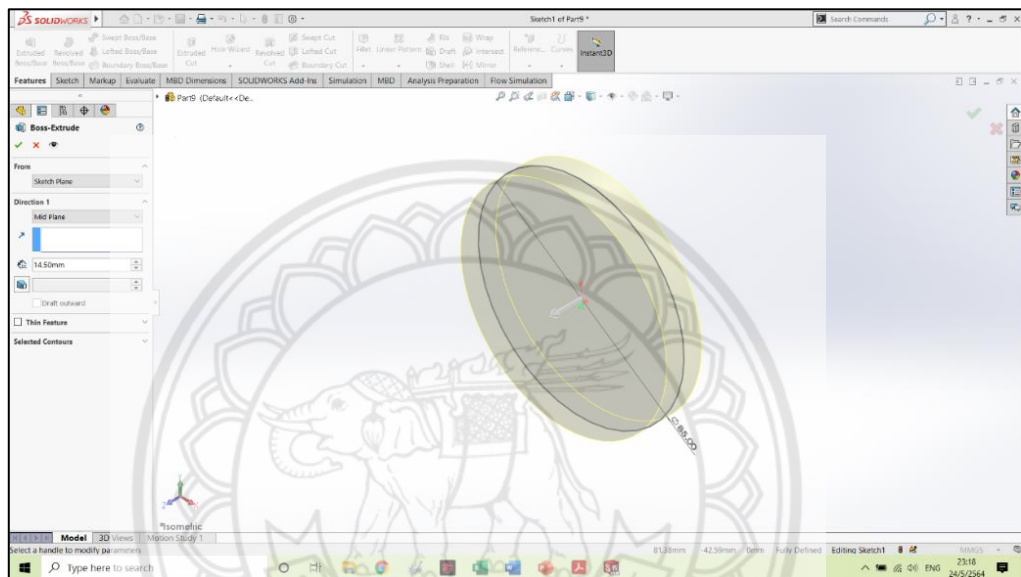 SOLIDWORKS
Sketch1 of Part9 *
Search Commands
Extruded Boss/Base
Revolved Boss/Base
Swept Boss/Base
Lofted Boss/Base
Boundary Boss/Base
Extruded Cut
Hole Wizard
Revolved Cut
Swept Cut
Lofted Cut
Boundary Cut
Fillet
Linear Pattern
Rib
Draft
Shell
Wrap
Intersect
Mirror
Referenc...
Curves
Instant3D
Features Sketch Markup Evaluate MBD Dimensions SOLIDWORKS Add-Ins Simulation MBD Analysis Preparation Flow Simulation
Part9 (Default<<De...
Boss-Extrude
From
Sketch Plane
Direction 1
Mid Plane
14.50mm
Draft outward
Thin Feature
Selected Contours
85.00
*Isometric
Model 3D Views Motion Study 1
Select a handle to modify parameters
81.38mm -42.59mm 0mm Fully Defined Editing Sketch1 MMGS
Type here to search
ENG
23:18
24/5/2564